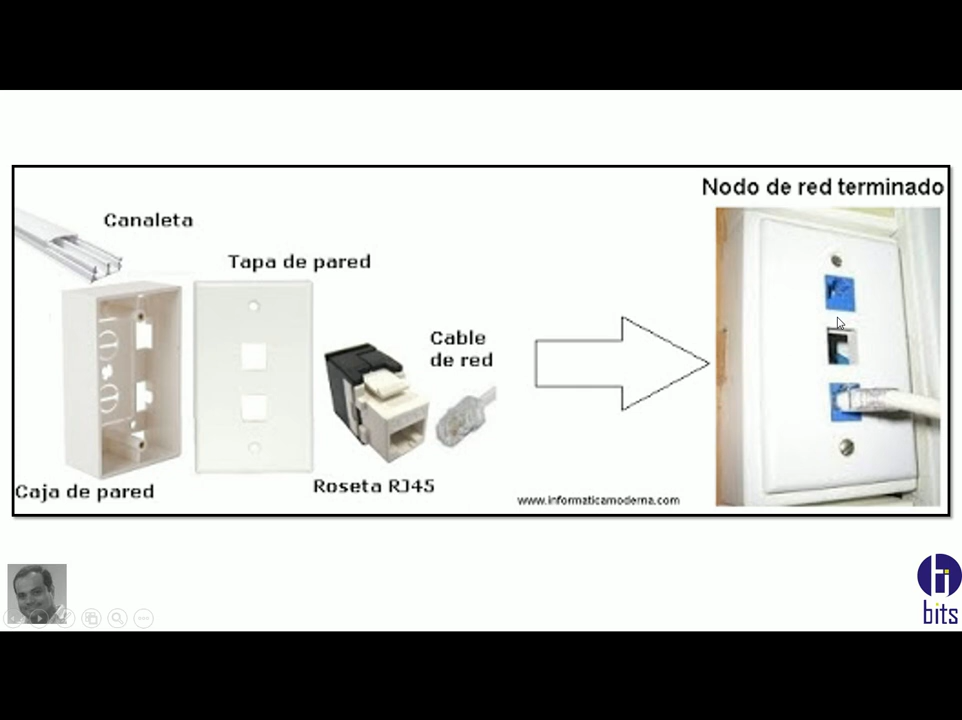 Nodo de red terminado
Canaleta
Tapa de pared
Cable
de red
Roseta RJ45
Caja de pared
www.informaticamoderna.com
bits